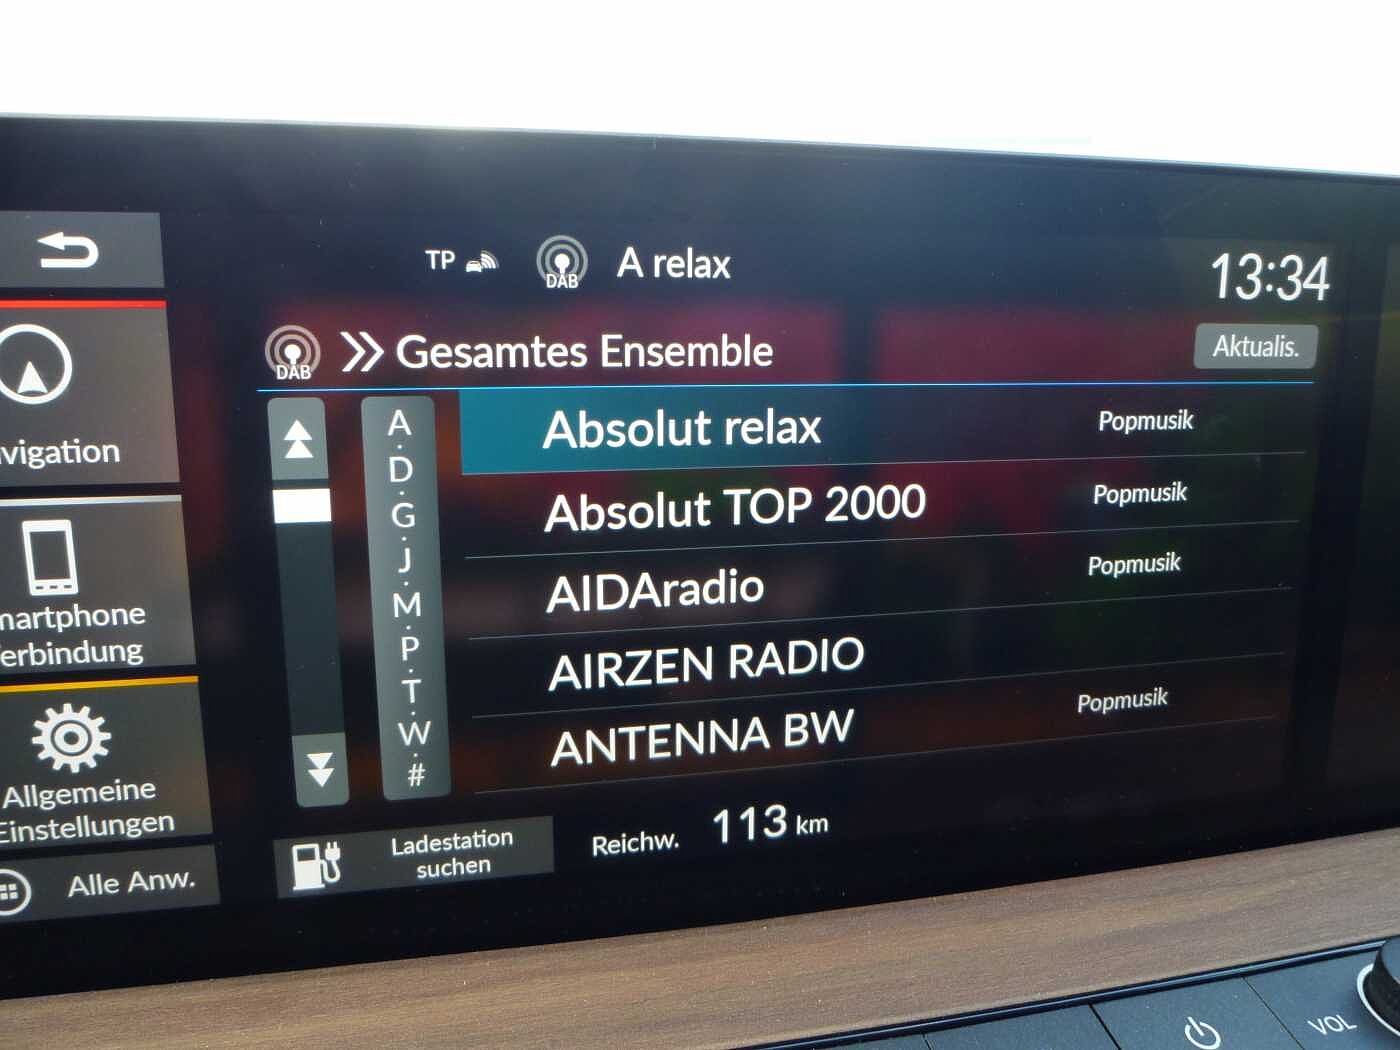 TP DAB A relax
13:34
DAB Gesamtes Ensemble
Aktualis.
A
D
G
J
M
P
T
W
#
Absolut relax Popmusik
Absolut TOP 2000 Popmusik
AIDAradio Popmusik
AIRZEN RADIO
ANTENNA BW Popmusik
vigation
martphone
erbindung
Allgemeine
Einstellungen
Alle Anw.
Ladestation
suchen
Reichw. 113 km
VOL